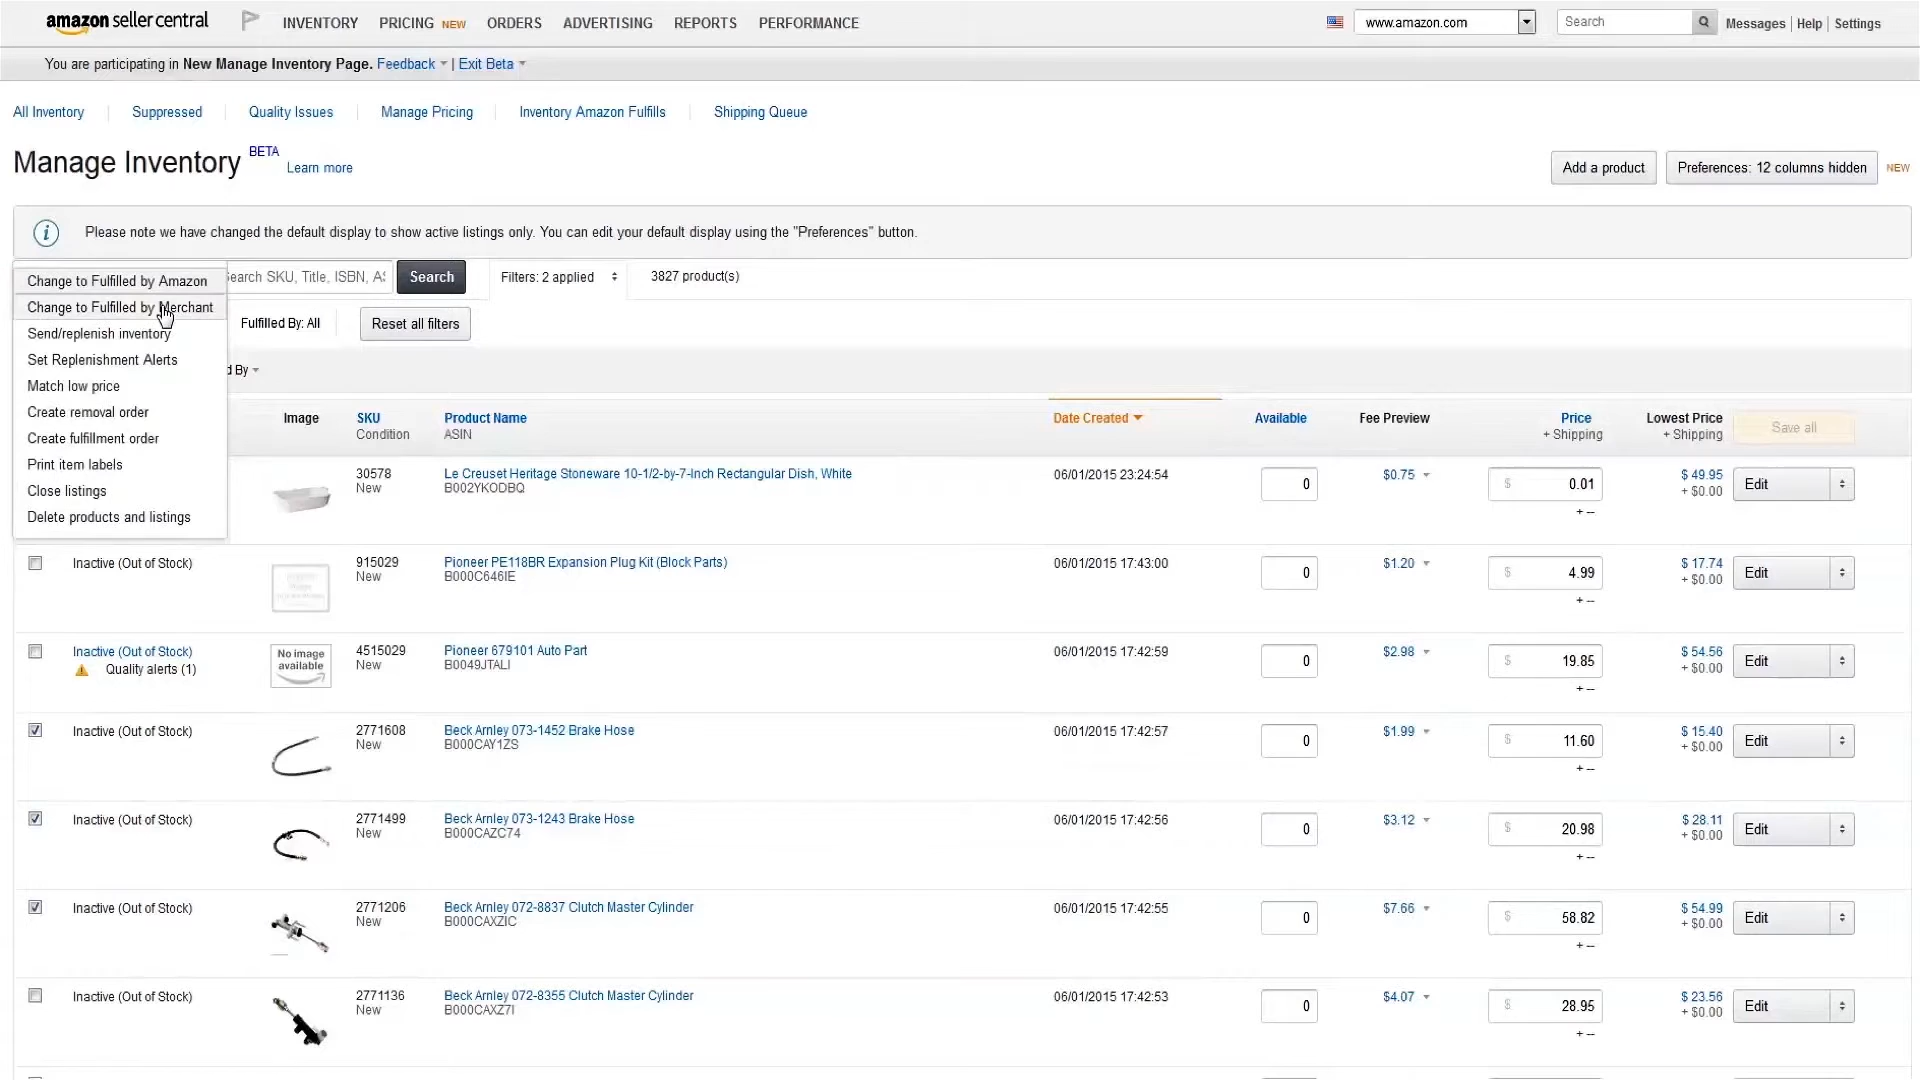 amazon seller central INVENTORY PRICING NEW ORDERS ADVERTISING REPORTS PERFORMANCE www.amazon.com Search Messages Help Settings
You are participating in New Manage Inventory Page. Feedback | Exit Beta
All Inventory Suppressed Quality Issues Manage Pricing Inventory Amazon Fulfills Shipping Queue
Manage Inventory BETA Learn more Add a product Preferences: 12 columns hidden NEW
Please note we have changed the default display to show active listings only. You can edit your default display using the "Preferences" button.
Change to Fulfilled by Amazon
Change to Fulfilled by Merchant
Send/replenish inventory
Set Replenishment Alerts
Match low price
Create removal order
Create fulfillment order
Print item labels
Close listings
Delete products and listings
Search SKU, Title, ISBN, AS Search Filters: 2 applied 3827 product(s)
Fulfilled By: All Reset all filters
d By
Image SKU Product Name Date Created Available Fee Preview Price Lowest Price Save all
Condition ASIN + Shipping + Shipping
30578 Le Creuset Heritage Stoneware 10-1/2-by-7-Inch Rectangular Dish, White 06/01/2015 23:24:54 0 $0.75 $ 0.01 $ 49.95 Edit
New B002YKODBQ + $0.00
+ --
Inactive (Out of Stock) 915029 Pioneer PE118BR Expansion Plug Kit (Block Parts) 06/01/2015 17:43:00 0 $1.20 $ 4.99 $ 17.74 Edit
New B000C646IE + $0.00
+ --
Inactive (Out of Stock) No image available 4515029 Pioneer 679101 Auto Part 06/01/2015 17:42:59 0 $2.98 $ 19.85 $ 54.56 Edit
Quality alerts (1) New B0049JTALI + $0.00
+ --
Inactive (Out of Stock) 2771608 Beck Arnley 073-1452 Brake Hose 06/01/2015 17:42:57 0 $1.99 $ 11.60 $ 15.40 Edit
New B000CAY1ZS + $0.00
+ --
Inactive (Out of Stock) 2771499 Beck Arnley 073-1243 Brake Hose 06/01/2015 17:42:56 0 $3.12 $ 20.98 $ 28.11 Edit
New B000CAZC74 + $0.00
+ --
Inactive (Out of Stock) 2771206 Beck Arnley 072-8837 Clutch Master Cylinder 06/01/2015 17:42:55 0 $7.66 $ 58.82 $ 54.99 Edit
New B000CAXZIC + $0.00
+ --
Inactive (Out of Stock) 2771136 Beck Arnley 072-8355 Clutch Master Cylinder 06/01/2015 17:42:53 0 $4.07 $ 28.95 $ 23.56 Edit
New B000CAXZ7I + $0.00
+ --